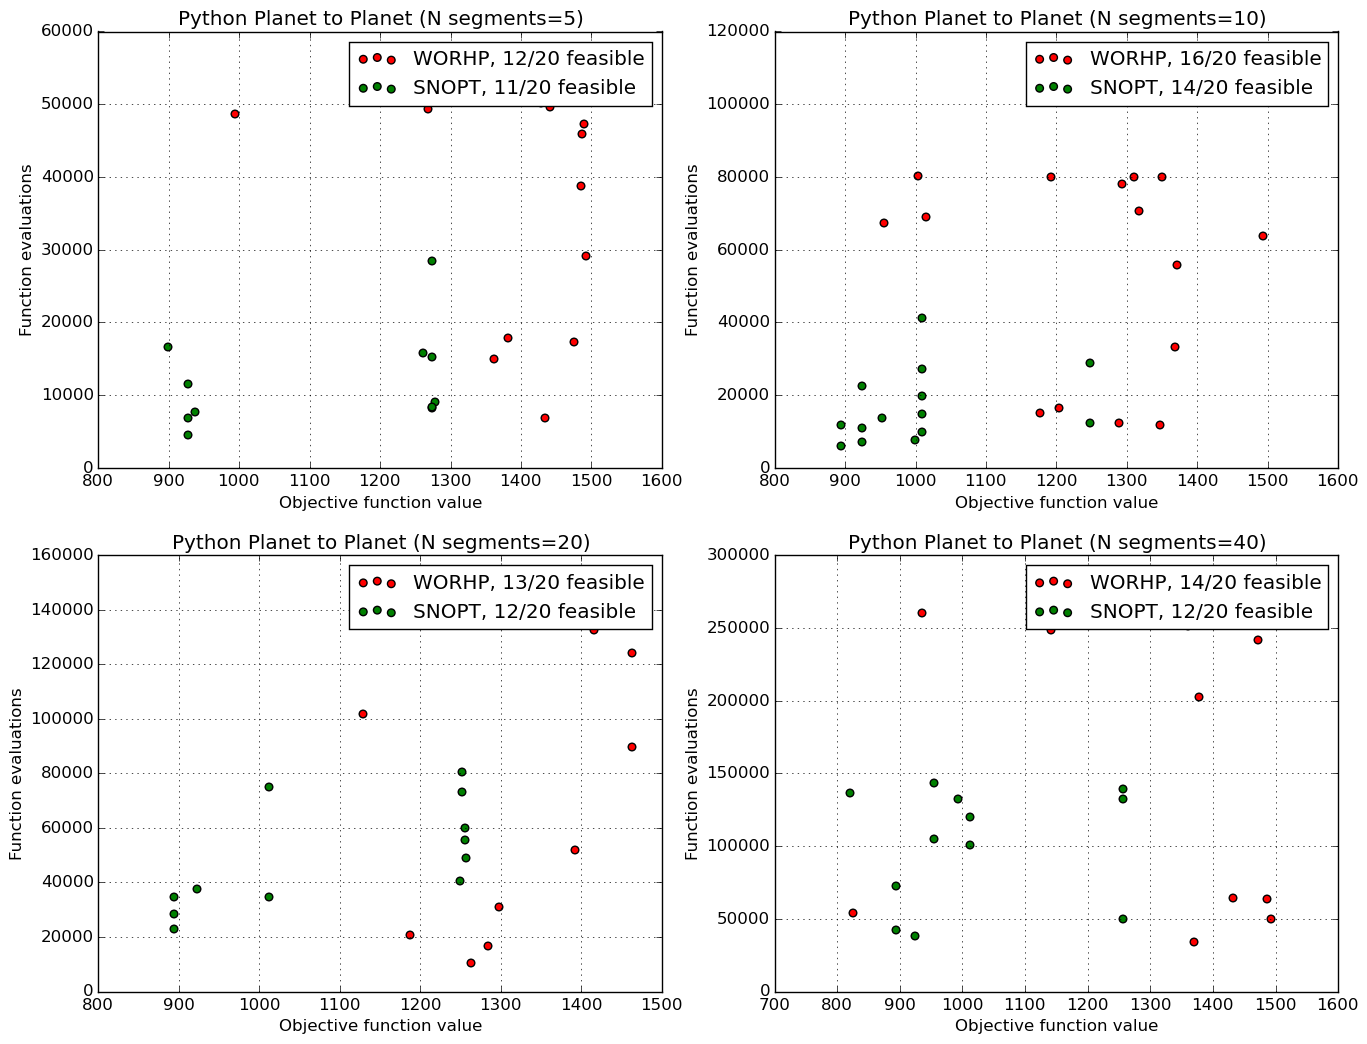 Python Planet to Planet (N segments=5)
60000
50000
40000
30000
20000
10000
0
Function evaluations
WORHP, 12/20 feasible
SNOPT, 11/20 feasible
800 900 1000 1100 1200 1300 1400 1500 1600
Objective function value
Python Planet to Planet (N segments=10)
120000
100000
80000
60000
40000
20000
0
Function evaluations
WORHP, 16/20 feasible
SNOPT, 14/20 feasible
800 900 1000 1100 1200 1300 1400 1500 1600
Objective function value
Python Planet to Planet (N segments=20)
160000
140000
120000
100000
80000
60000
40000
20000
0
Function evaluations
WORHP, 13/20 feasible
SNOPT, 12/20 feasible
800 900 1000 1100 1200 1300 1400 1500
Objective function value
Python Planet to Planet (N segments=40)
300000
250000
200000
150000
100000
50000
0
Function evaluations
WORHP, 14/20 feasible
SNOPT, 12/20 feasible
700 800 900 1000 1100 1200 1300 1400 1500 1600
Objective function value